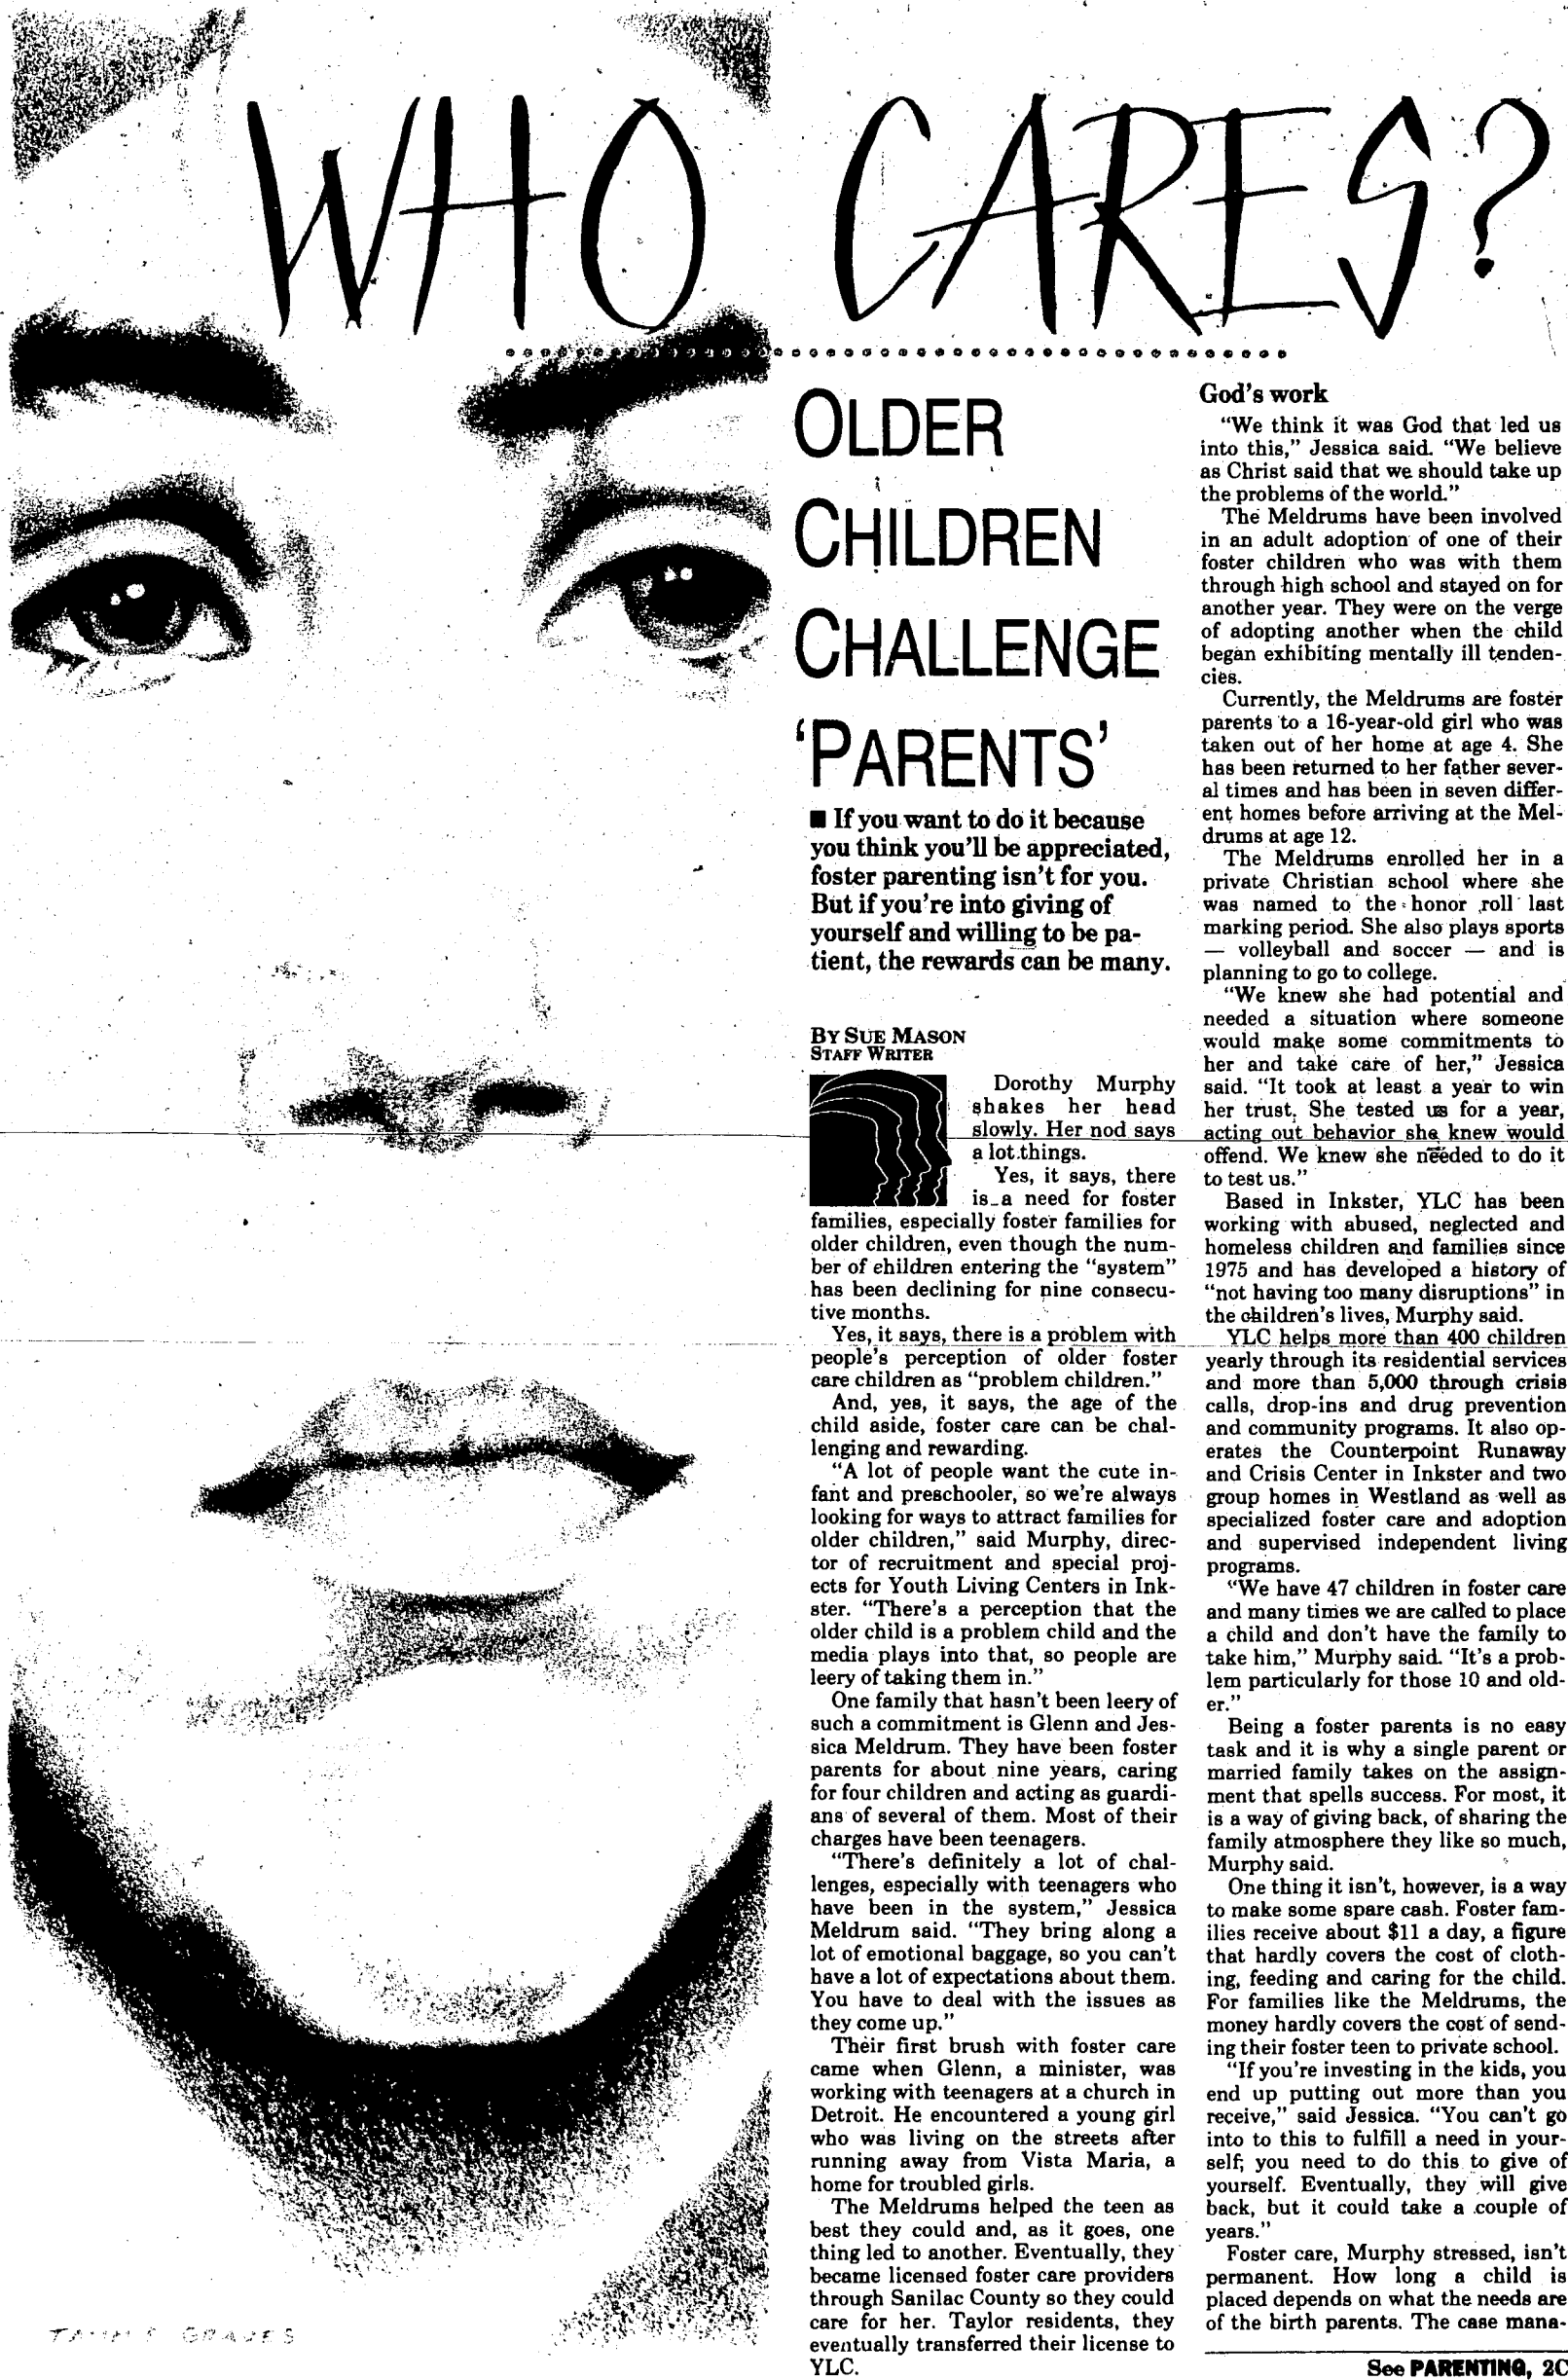 WHO CARES?
OLDER
CHILDREN
CHALLENGE
‘PARENTS’
■ If you want to do it because
you think you’ll be appreciated,
foster parenting isn’t for you.
But if you’re into giving of
yourself and willing to be pa-
tient, the rewards can be many.
BY SUE MASON
STAFF WRITER
Dorothy Murphy
shakes her head
slowly. Her nod says
a lot things.
Yes, it says, there
is a need for foster
families, especially foster families for
older children, even though the num-
ber of children entering the “system”
has been declining for nine consecu-
tive months.
Yes, it says, there is a problem with
people’s perception of older foster
care children as “problem children.”
And, yes, it says, the age of the
child aside, foster care can be chal-
lenging and rewarding.
“A lot of people want the cute in-
fant and preschooler, so we’re always
looking for ways to attract families for
older children,” said Murphy, direc-
tor of recruitment and special proj-
ects for Youth Living Centers in Ink-
ster. “There’s a perception that the
older child is a problem child and the
media plays into that, so people are
leery of taking them in.”
One family that hasn’t been leery of
such a commitment is Glenn and Jes-
sica Meldrum. They have been foster
parents for about nine years, caring
for four children and acting as guardi-
ans of several of them. Most of their
charges have been teenagers.
“There’s definitely a lot of chal-
lenges, especially with teenagers who
have been in the system,” Jessica
Meldrum said. “They bring along a
lot of emotional baggage, so you can’t
have a lot of expectations about them.
You have to deal with the issues as
they come up.”
Their first brush with foster care
came when Glenn, a minister, was
working with teenagers at a church in
Detroit. He encountered a young girl
who was living on the streets after
running away from Vista Maria, a
home for troubled girls.
The Meldrums helped the teen as
best they could and, as it goes, one
thing led to another. Eventually, they
became licensed foster care providers
through Sanilac County so they could
care for her. Taylor residents, they
eventually transferred their license to
YLC.
God’s work
“We think it was God that led us
into this,” Jessica said. “We believe
as Christ said that we should take up
the problems of the world.”
The Meldrums have been involved
in an adult adoption of one of their
foster children who was with them
through high school and stayed on for
another year. They were on the verge
of adopting another when the child
began exhibiting mentally ill tenden-
cies.
Currently, the Meldrums are foster
parents to a 16-year-old girl who was
taken out of her home at age 4. She
has been returned to her father sever-
al times and has been in seven differ-
ent homes before arriving at the Mel-
drums at age 12.
The Meldrums enrolled her in a
private Christian school where she
was named to the honor roll last
marking period. She also plays sports
— volleyball and soccer — and is
planning to go to college.
“We knew she had potential and
needed a situation where someone
would make some commitments to
her and take care of her,” Jessica
said. “It took at least a year to win
her trust. She tested us for a year,
acting out behavior she knew would
offend. We knew she needed to do it
to test us.”
Based in Inkster, YLC has been
working with abused, neglected and
homeless children and families since
1975 and has developed a history of
“not having too many disruptions” in
the children’s lives, Murphy said.
YLC helps more than 400 children
yearly through its residential services
and more than 5,000 through crisis
calls, drop-ins and drug prevention
and community programs. It also op-
erates the Counterpoint Runaway
and Crisis Center in Inkster and two
group homes in Westland as well as
specialized foster care and adoption
and supervised independent living
programs.
“We have 47 children in foster care
and many times we are called to place
a child and don’t have the family to
take him,” Murphy said. “It’s a prob-
lem particularly for those 10 and old-
er.”
Being a foster parents is no easy
task and it is why a single parent or
married family takes on the assign-
ment that spells success. For most, it
is a way of giving back, of sharing the
family atmosphere they like so much,
Murphy said.
One thing it isn’t, however, is a way
to make some spare cash. Foster fam-
ilies receive about $11 a day, a figure
that hardly covers the cost of cloth-
ing, feeding and caring for the child.
For families like the Meldrums, the
money hardly covers the cost of send-
ing their foster teen to private school.
“If you’re investing in the kids, you
end up putting out more than you
receive,” said Jessica. “You can’t go
into to this to fulfill a need in your-
self; you need to do this to give of
yourself. Eventually, they will give
back, but it could take a couple of
years.”
Foster care, Murphy stressed, isn’t
permanent. How long a child is
placed depends on what the needs are
of the birth parents. The case mana-
See PARENTING, 2C
TAMMIE GRAVES